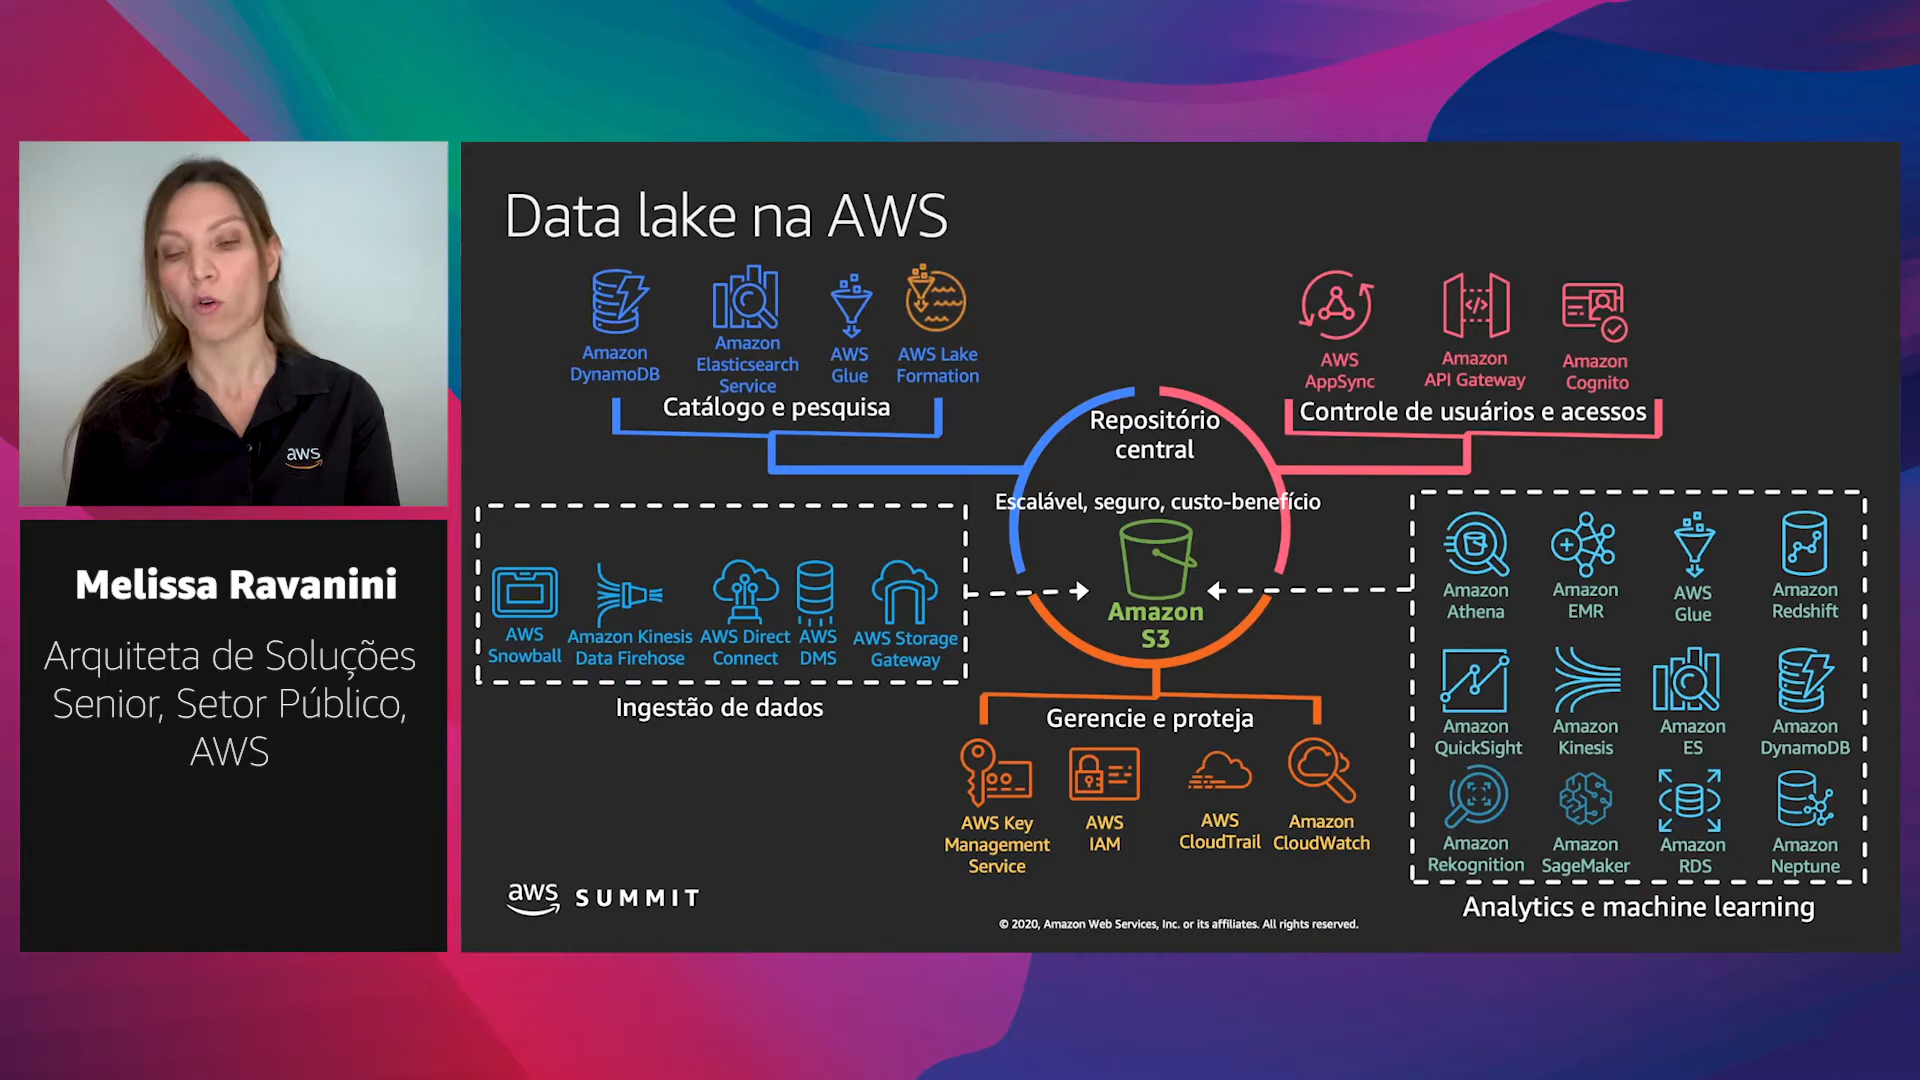 aws
Melissa Ravanini
Arquiteta de Soluções
Senior, Setor Público,
AWS
Data lake na AWS
Amazon
DynamoDB
Amazon
Elasticsearch
Service
AWS
Glue
AWS Lake
Formation
Catálogo e pesquisa
AWS
AppSync
Amazon
API Gateway
Amazon
Cognito
Controle de usuários e acessos
Repositório
central
Escalável, seguro, custo-benefício
Amazon
S3
AWS
Snowball
Amazon Kinesis
Data Firehose
AWS Direct
Connect
AWS
DMS
AWS Storage
Gateway
Ingestão de dados
Gerencie e proteja
AWS Key
Management
Service
AWS
IAM
AWS
CloudTrail
Amazon
CloudWatch
Amazon
Athena
Amazon
EMR
AWS
Glue
Amazon
Redshift
Amazon
QuickSight
Amazon
Kinesis
Amazon
ES
Amazon
DynamoDB
Amazon
Rekognition
Amazon
SageMaker
Amazon
RDS
Amazon
Neptune
Analytics e machine learning
aws SUMMIT
© 2020, Amazon Web Services, Inc. or its affiliates. All rights reserved.